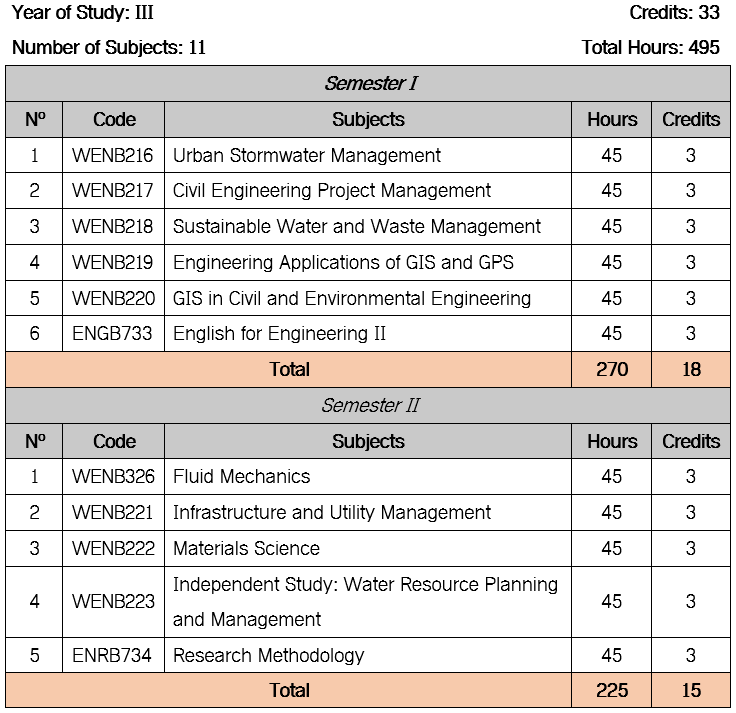 Year of Study: III Credits: 33
Number of Subjects: 11 Total Hours: 495
Semester I
Nº Code Subjects Hours Credits
1 WENB216 Urban Stormwater Management 45 3
2 WENB217 Civil Engineering Project Management 45 3
3 WENB218 Sustainable Water and Waste Management 45 3
4 WENB219 Engineering Applications of GIS and GPS 45 3
5 WENB220 GIS in Civil and Environmental Engineering 45 3
6 ENGB733 English for Engineering II 45 3
Total 270 18
Semester II
Nº Code Subjects Hours Credits
1 WENB326 Fluid Mechanics 45 3
2 WENB221 Infrastructure and Utility Management 45 3
3 WENB222 Materials Science 45 3
4 WENB223 Independent Study: Water Resource Planning
and Management 45 3
5 ENRB734 Research Methodology 45 3
Total 225 15